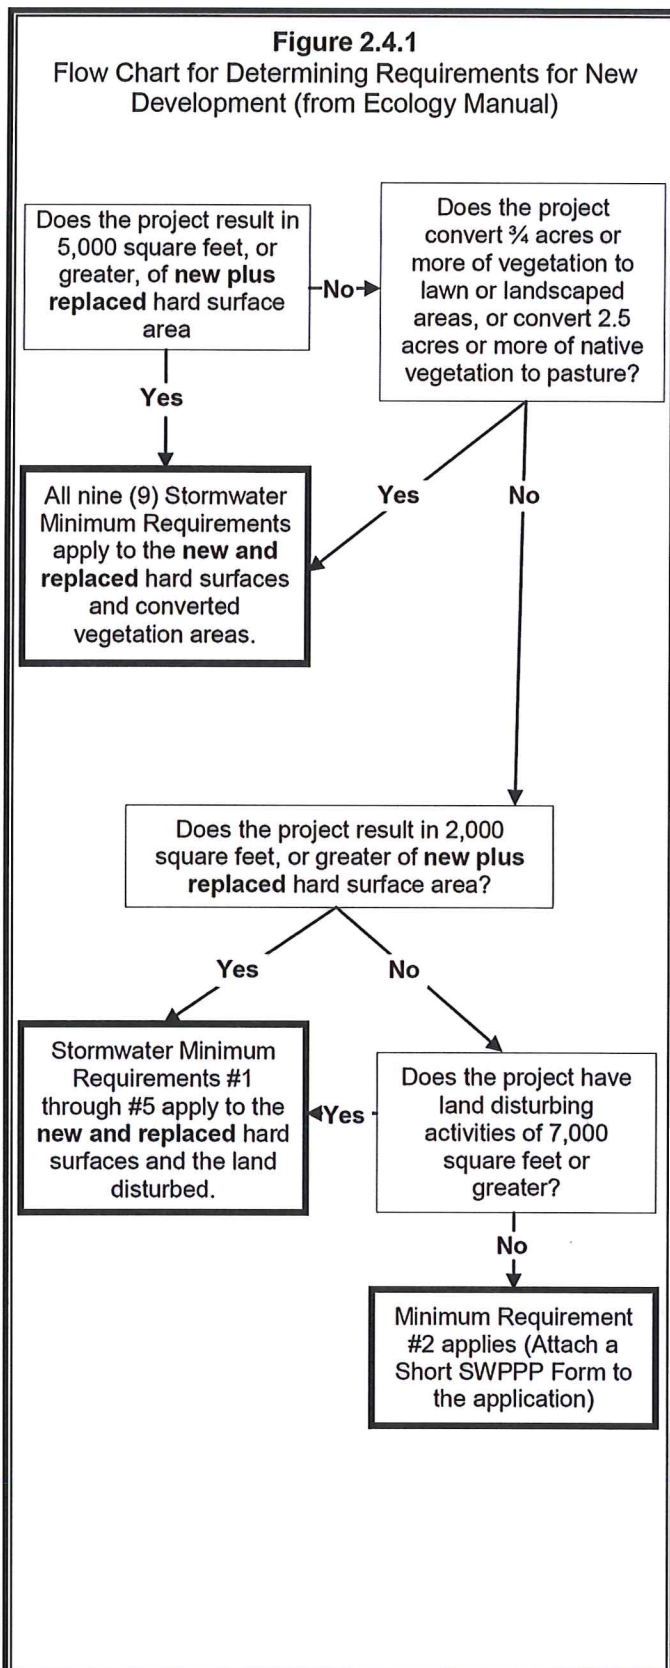 Figure 2.4.1
Flow Chart for Determining Requirements for New
Development (from Ecology Manual)
Does the project result in
5,000 square feet, or
greater, of new plus
replaced hard surface
area
No
Does the project
convert ¾ acres or
more of vegetation to
lawn or landscaped
areas, or convert 2.5
acres or more of native
vegetation to pasture?
Yes
All nine (9) Stormwater
Minimum Requirements
apply to the new and
replaced hard surfaces
and converted
vegetation areas.
Yes
No
Does the project result in 2,000
square feet, or greater of new plus
replaced hard surface area?
Yes
No
Stormwater Minimum
Requirements #1
through #5 apply to the
new and replaced hard
surfaces and the land
disturbed.
Yes
Does the project have
land disturbing
activities of 7,000
square feet or
greater?
No
Minimum Requirement
#2 applies (Attach a
Short SWPPP Form to
the application)